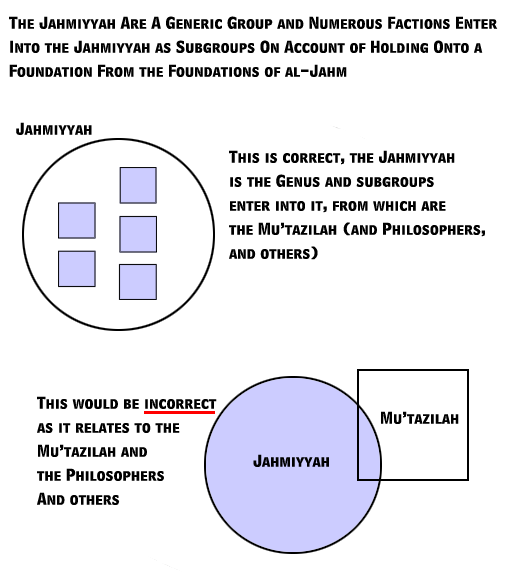 The Jahmiyyah Are A Generic Group and Numerous Factions Enter
Into the Jahmiyyah as Subgroups On Account of Holding Onto a
Foundation From the Foundations of al-Jahm
Jahmiyyah
This is correct, the Jahmiyyah
is the Genus and subgroups
enter into it, from which are
the Mu'tazilah (and Philosophers,
and others)
This would be incorrect
as it relates to the
Mu'tazilah and
the Philosophers
And others
Jahmiyyah
Mu'tazilah